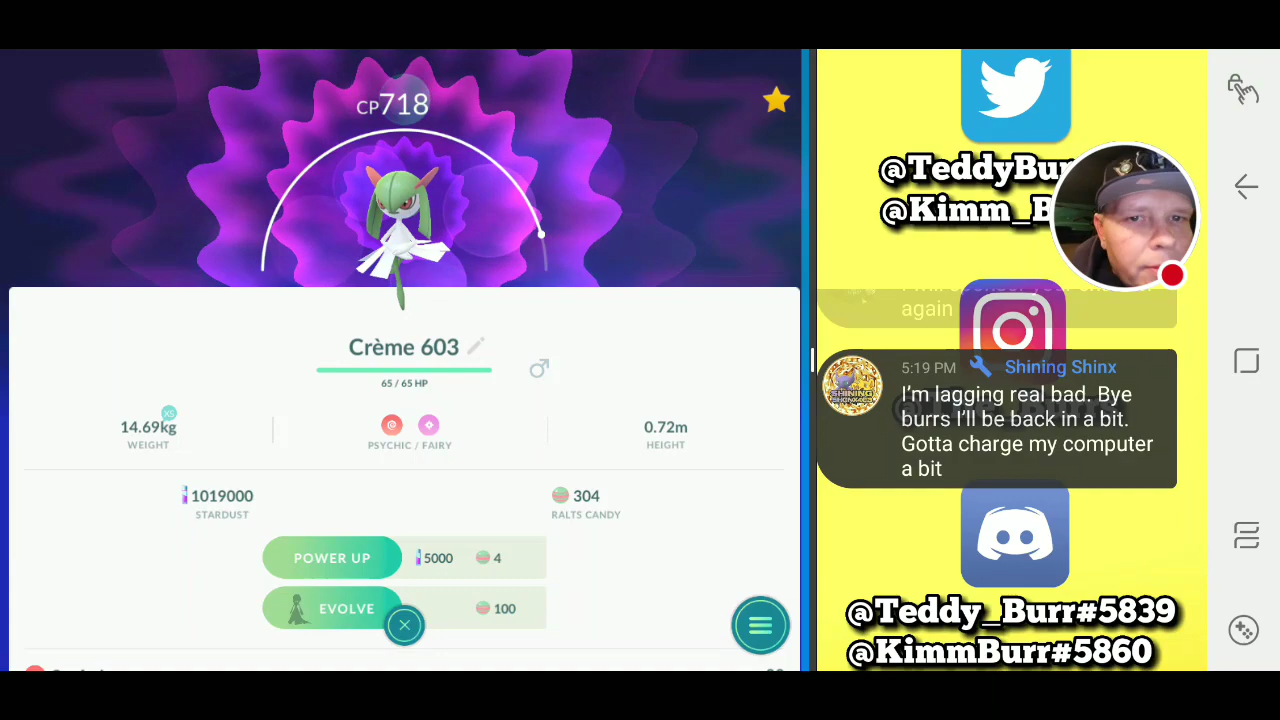 CP718
Crème 603
65 / 65 HP
XS
14.69kg
WEIGHT
PSYCHIC / FAIRY
0.72m
HEIGHT
1019000
STARDUST
304
RALTS CANDY
POWER UP
5000
4
EVOLVE
100
@TeddyBur
@Kimm_B
again
5:19 PM
Shining Shinx
I'm lagging real bad. Bye
burrs I'll be back in a bit.
Gotta charge my computer
a bit
@Teddy_Burr#5839
@KimmBurr#5860